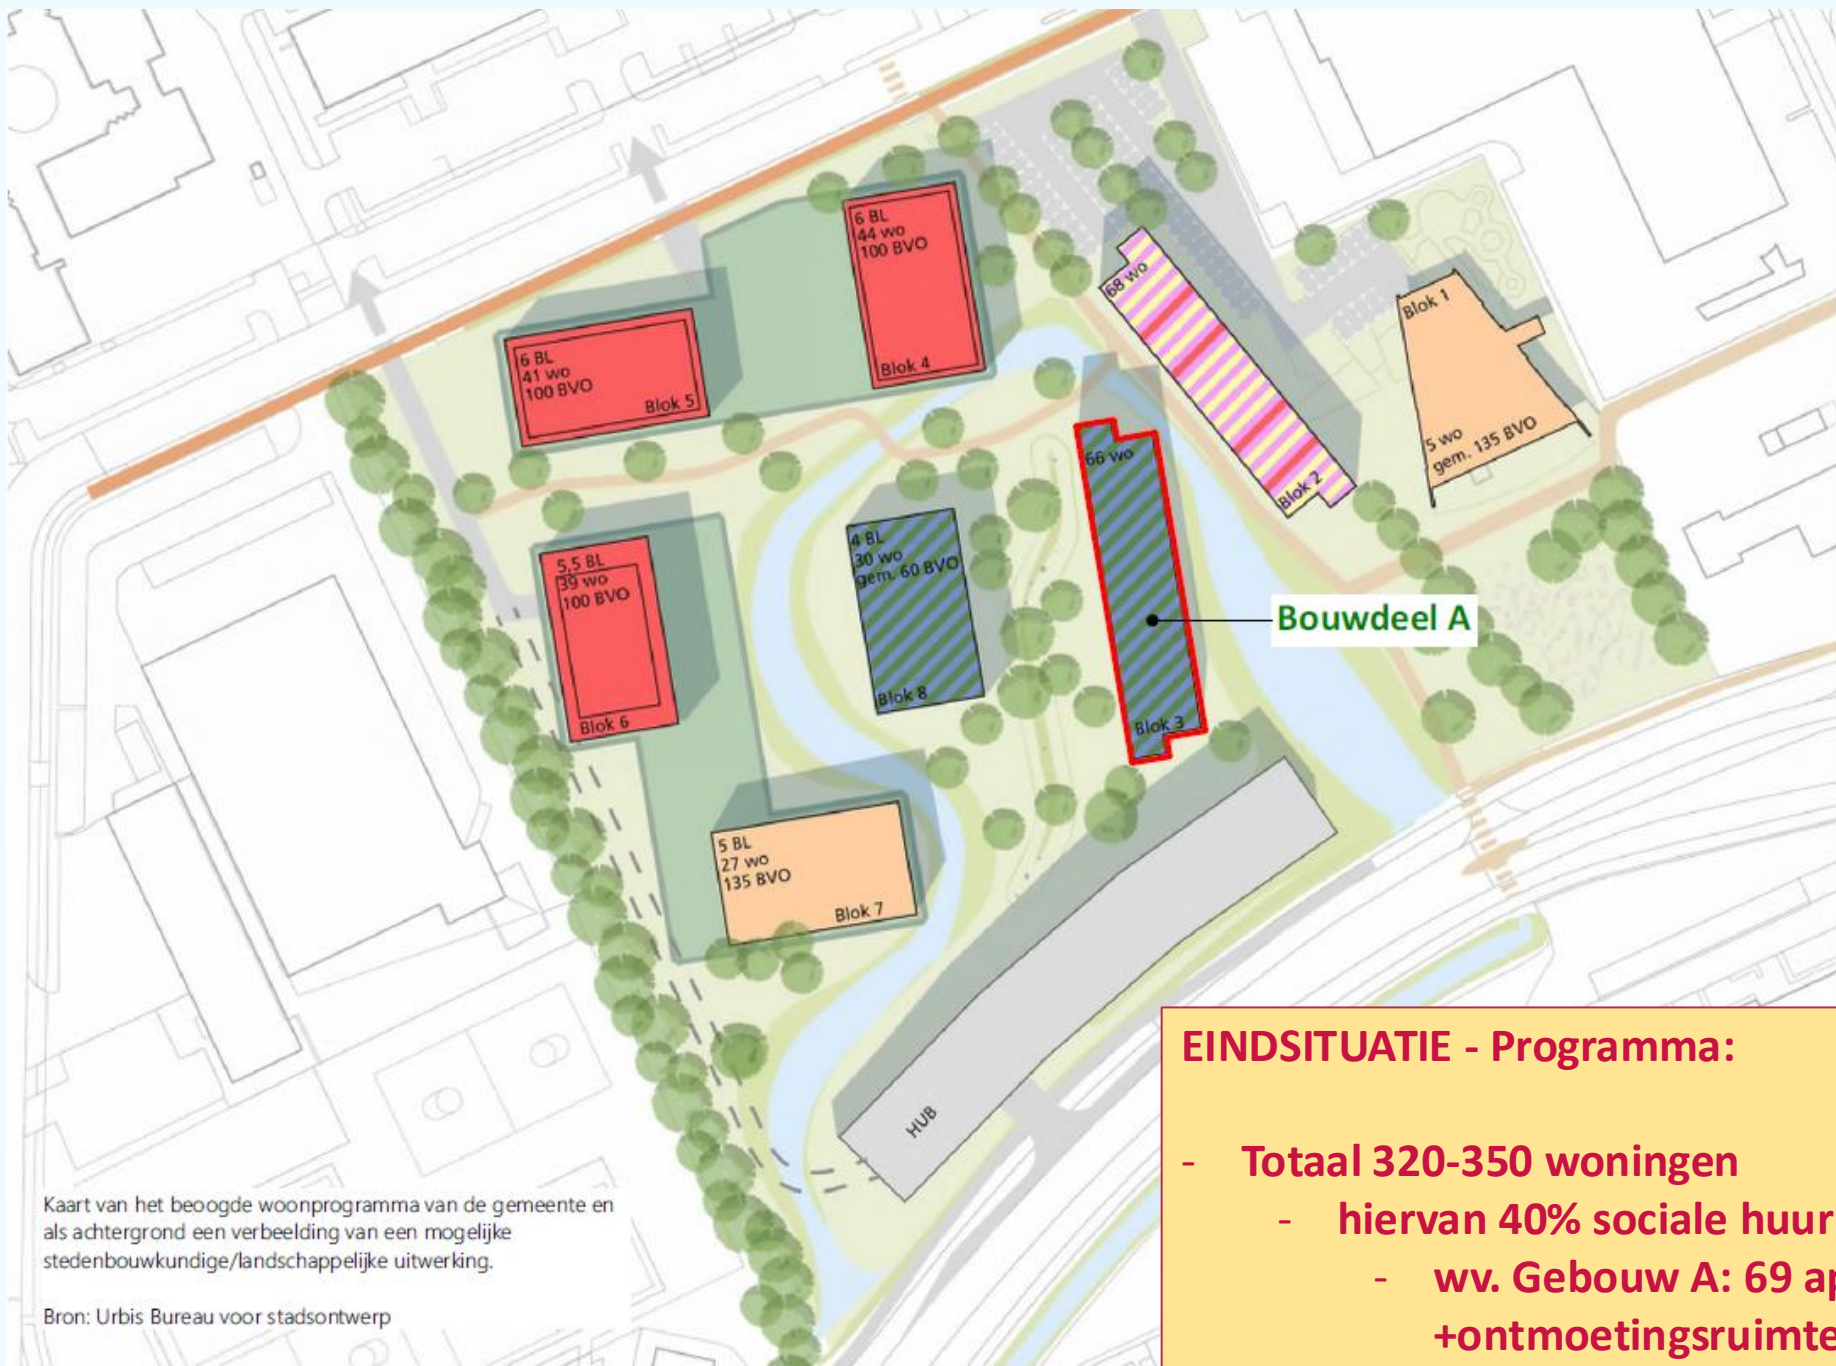 6 BL
44 wo
100 BVO
Blok 4
68 wo
Blok 2
Blok 1
5 wo
gem. 135 BVO
6 BL
41 wo
100 BVO
Blok 5
66 wo
Blok 3
4 BL
30 wo
gem. 60 BVO
Blok 8
5,5 BL
39 wo
100 BVO
Blok 6
Bouwdeel A
5 BL
27 wo
135 BVO
Blok 7
HUB
Kaart van het beoogde woonprogramma van de gemeente en
als achtergrond een verbeelding van een mogelijke
stedenbouwkundige/landschappelijke uitwerking.
Bron: Urbis Bureau voor stadsontwerp
EINDSITUATIE - Programma:
- Totaal 320-350 woningen
- hiervan 40% sociale huur
- wv. Gebouw A: 69 ap
+ontmoetingsruimte